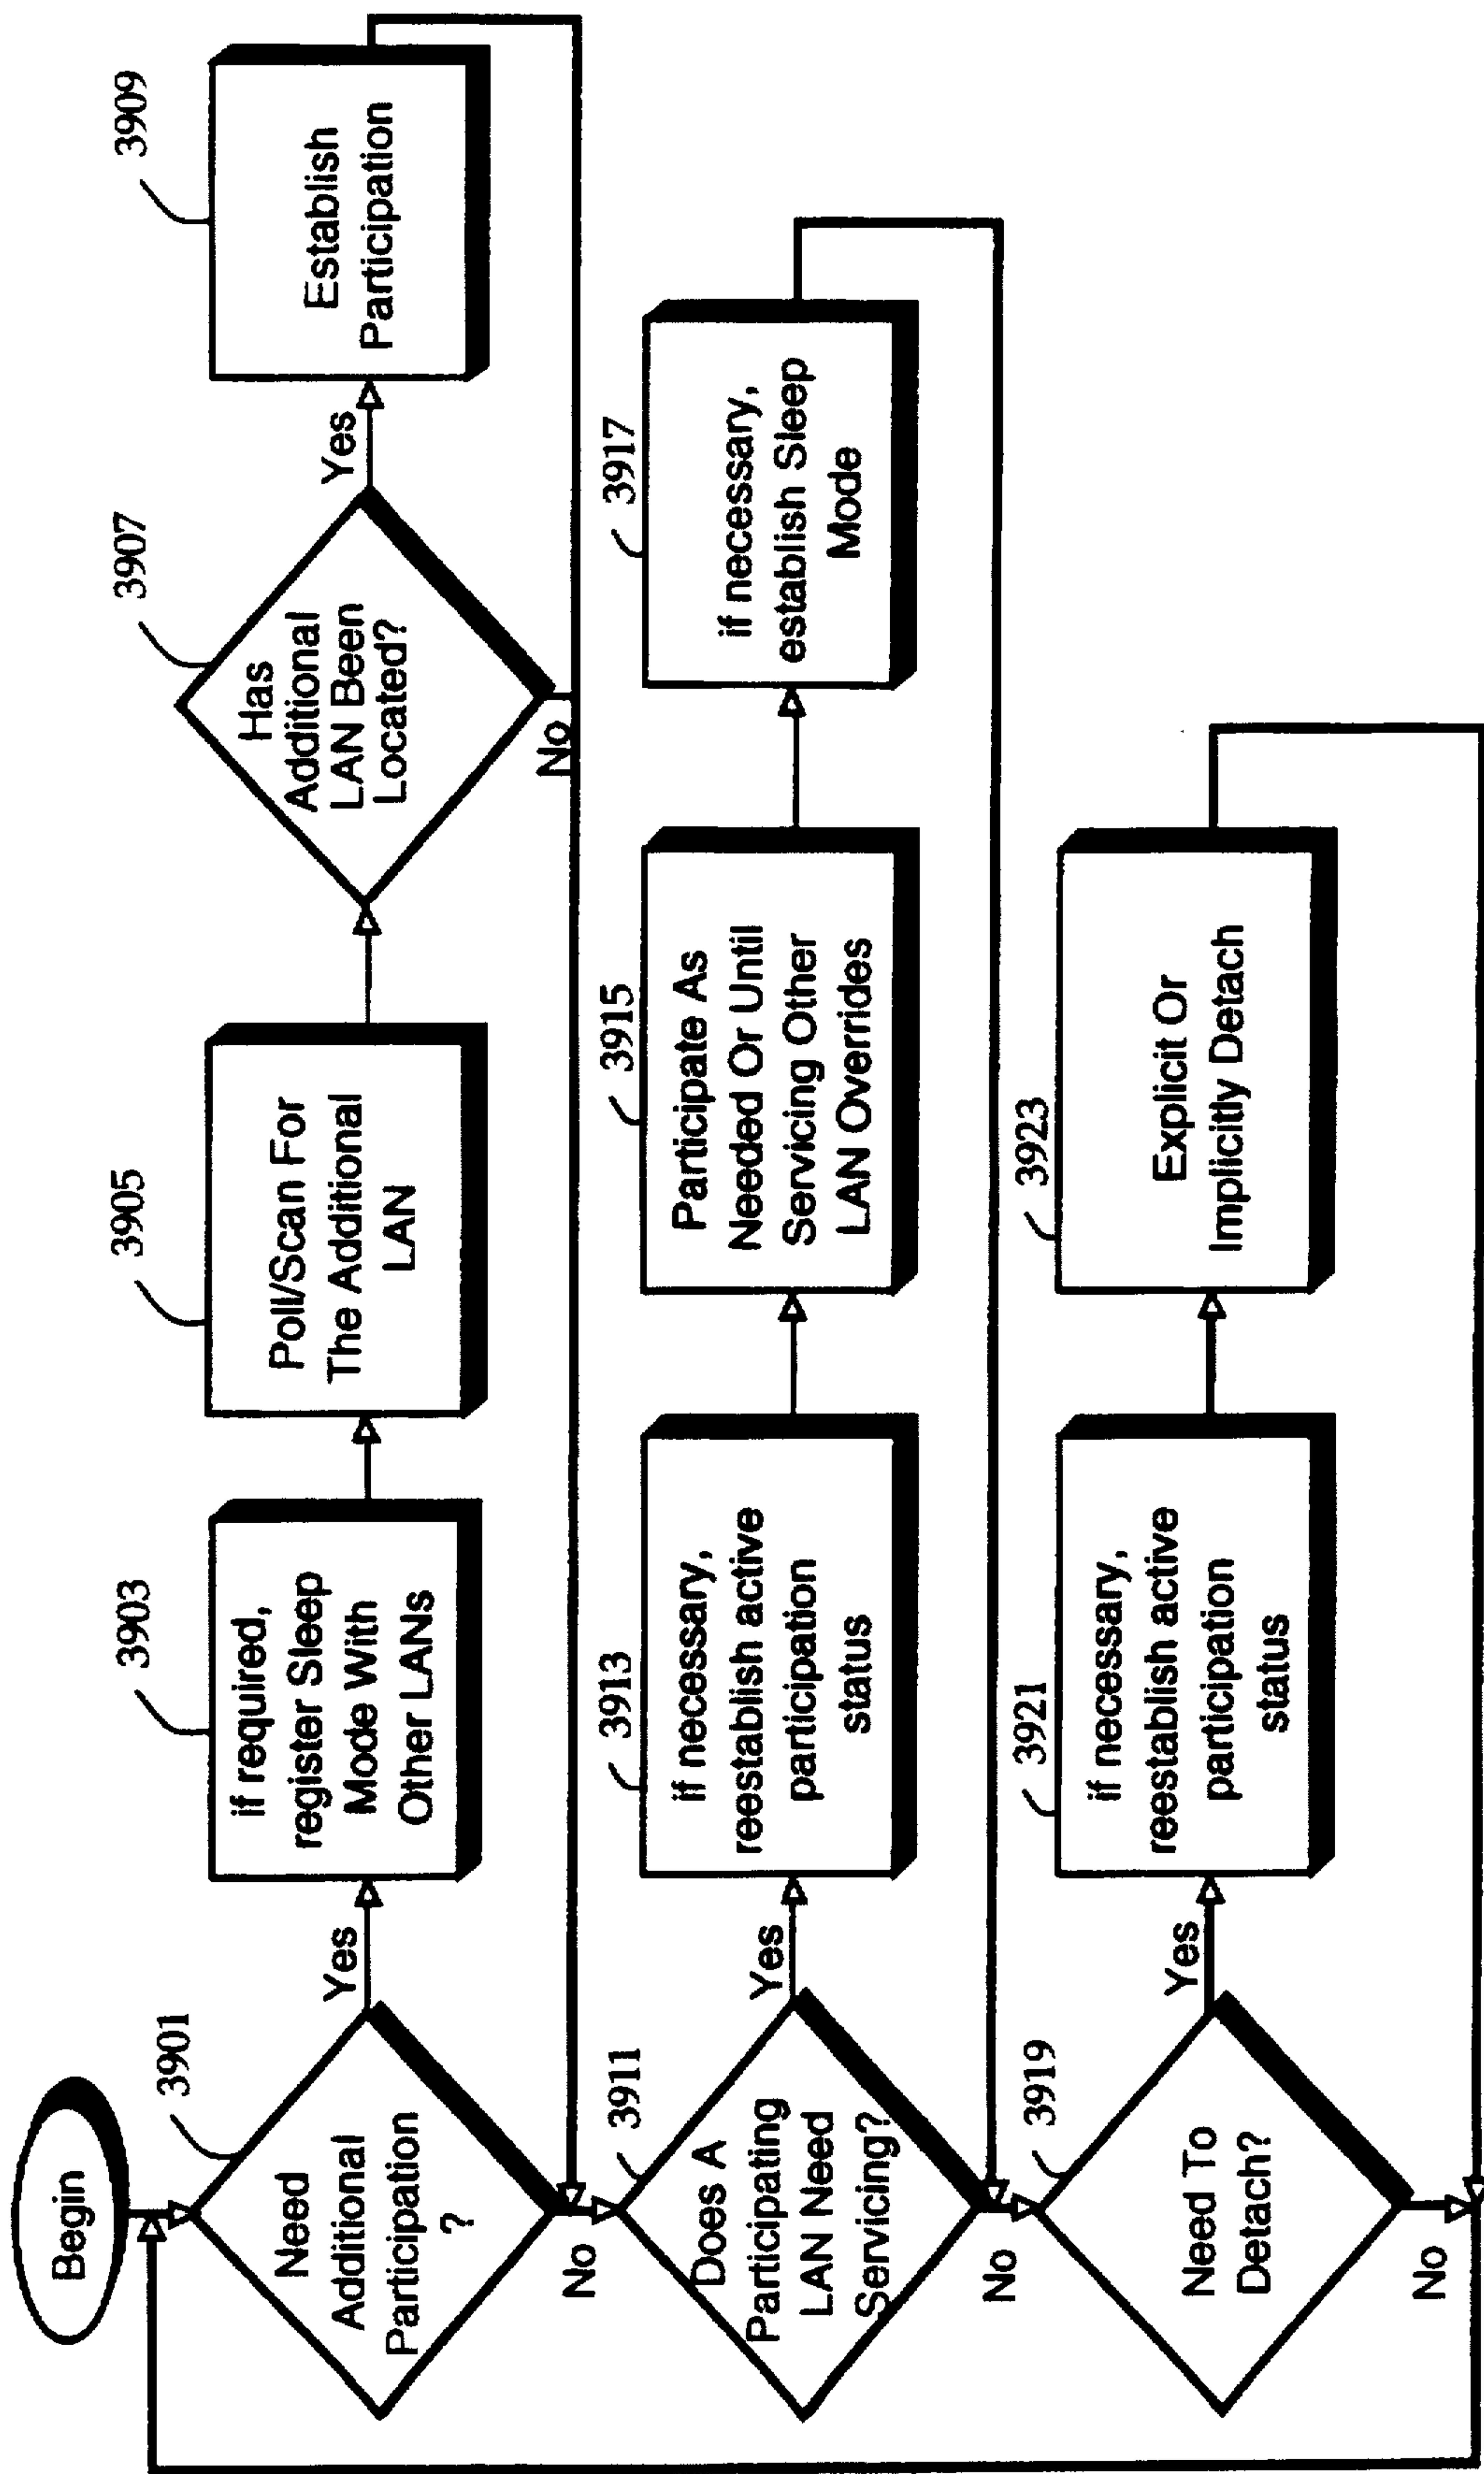 Begin
3901
Need
Additional
Participation
?
Yes
No
3903
if required,
register Sleep
Mode With
Other LANs
3905
Poll/Scan For
The Additional
LAN
3907
Has
Additional
LAN Been
Located?
Yes
No
3909
Establish
Participation
3911
Does A
Participating
LAN Need
Servicing?
Yes
No
3913
if necessary,
reestablish active
participation
status
3915
Participate As
Needed Or Until
Servicing Other
LAN Overrides
3917
if necessary,
establish Sleep
Mode
3919
Need To
Detach?
Yes
No
3921
if necessary,
reestablish active
participation
status
3923
Explicit Or
Implicitly Detach